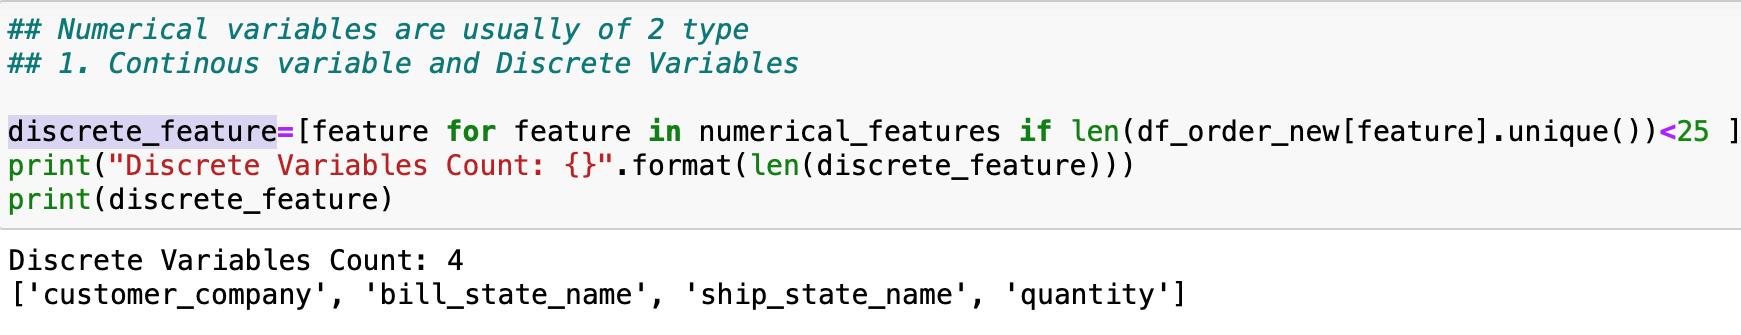 ## Numerical variables are usually of 2 type
## 1. Continous variable and Discrete Variables
discrete_feature=[feature for feature in numerical_features if len(df_order_new[feature].unique())<25 ]
print("Discrete Variables Count: {}".format(len(discrete_feature)))
print(discrete_feature)
Discrete Variables Count: 4
['customer_company', 'bill_state_name', 'ship_state_name', 'quantity']